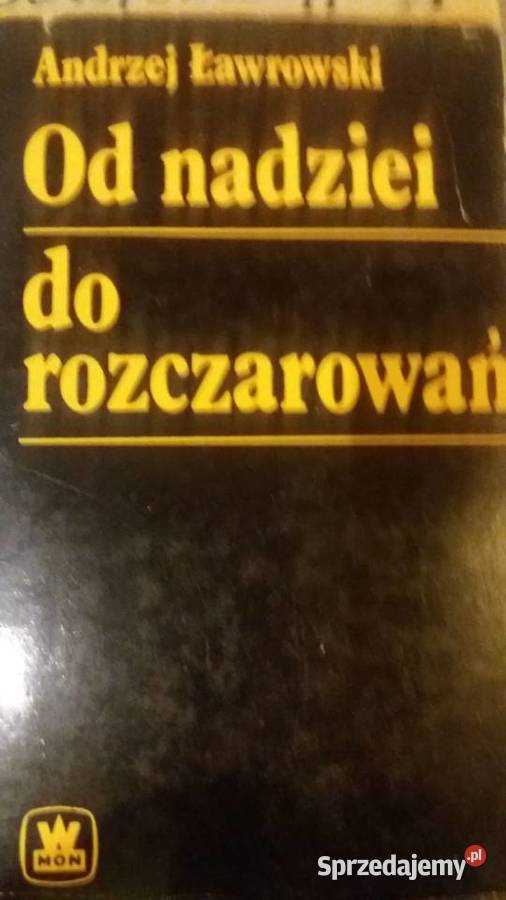 Andrzej Ławrowski
Od nadziei
do
rozczarowań
W
MON
Sprzedajemy.pl